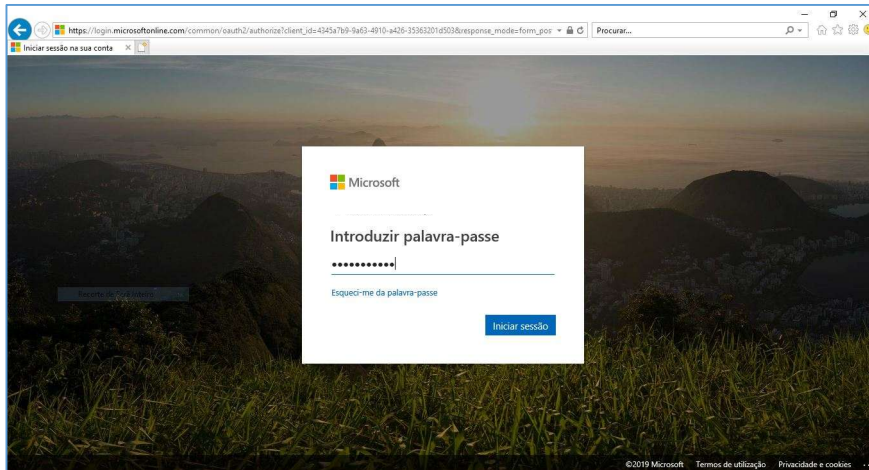 https://login.microsoftonline.com/common/oauth2/authorize?client_id=4345a7b9-9a63-4910-a426-35363201d503&response_mode=form_pos
Procurar...
Iniciar sessão na sua conta
Microsoft
Introduzir palavra-passe
Esqueci-me da palavra-passe
Iniciar sessão
©2019 Microsoft Termos de utilização Privacidade e cookies